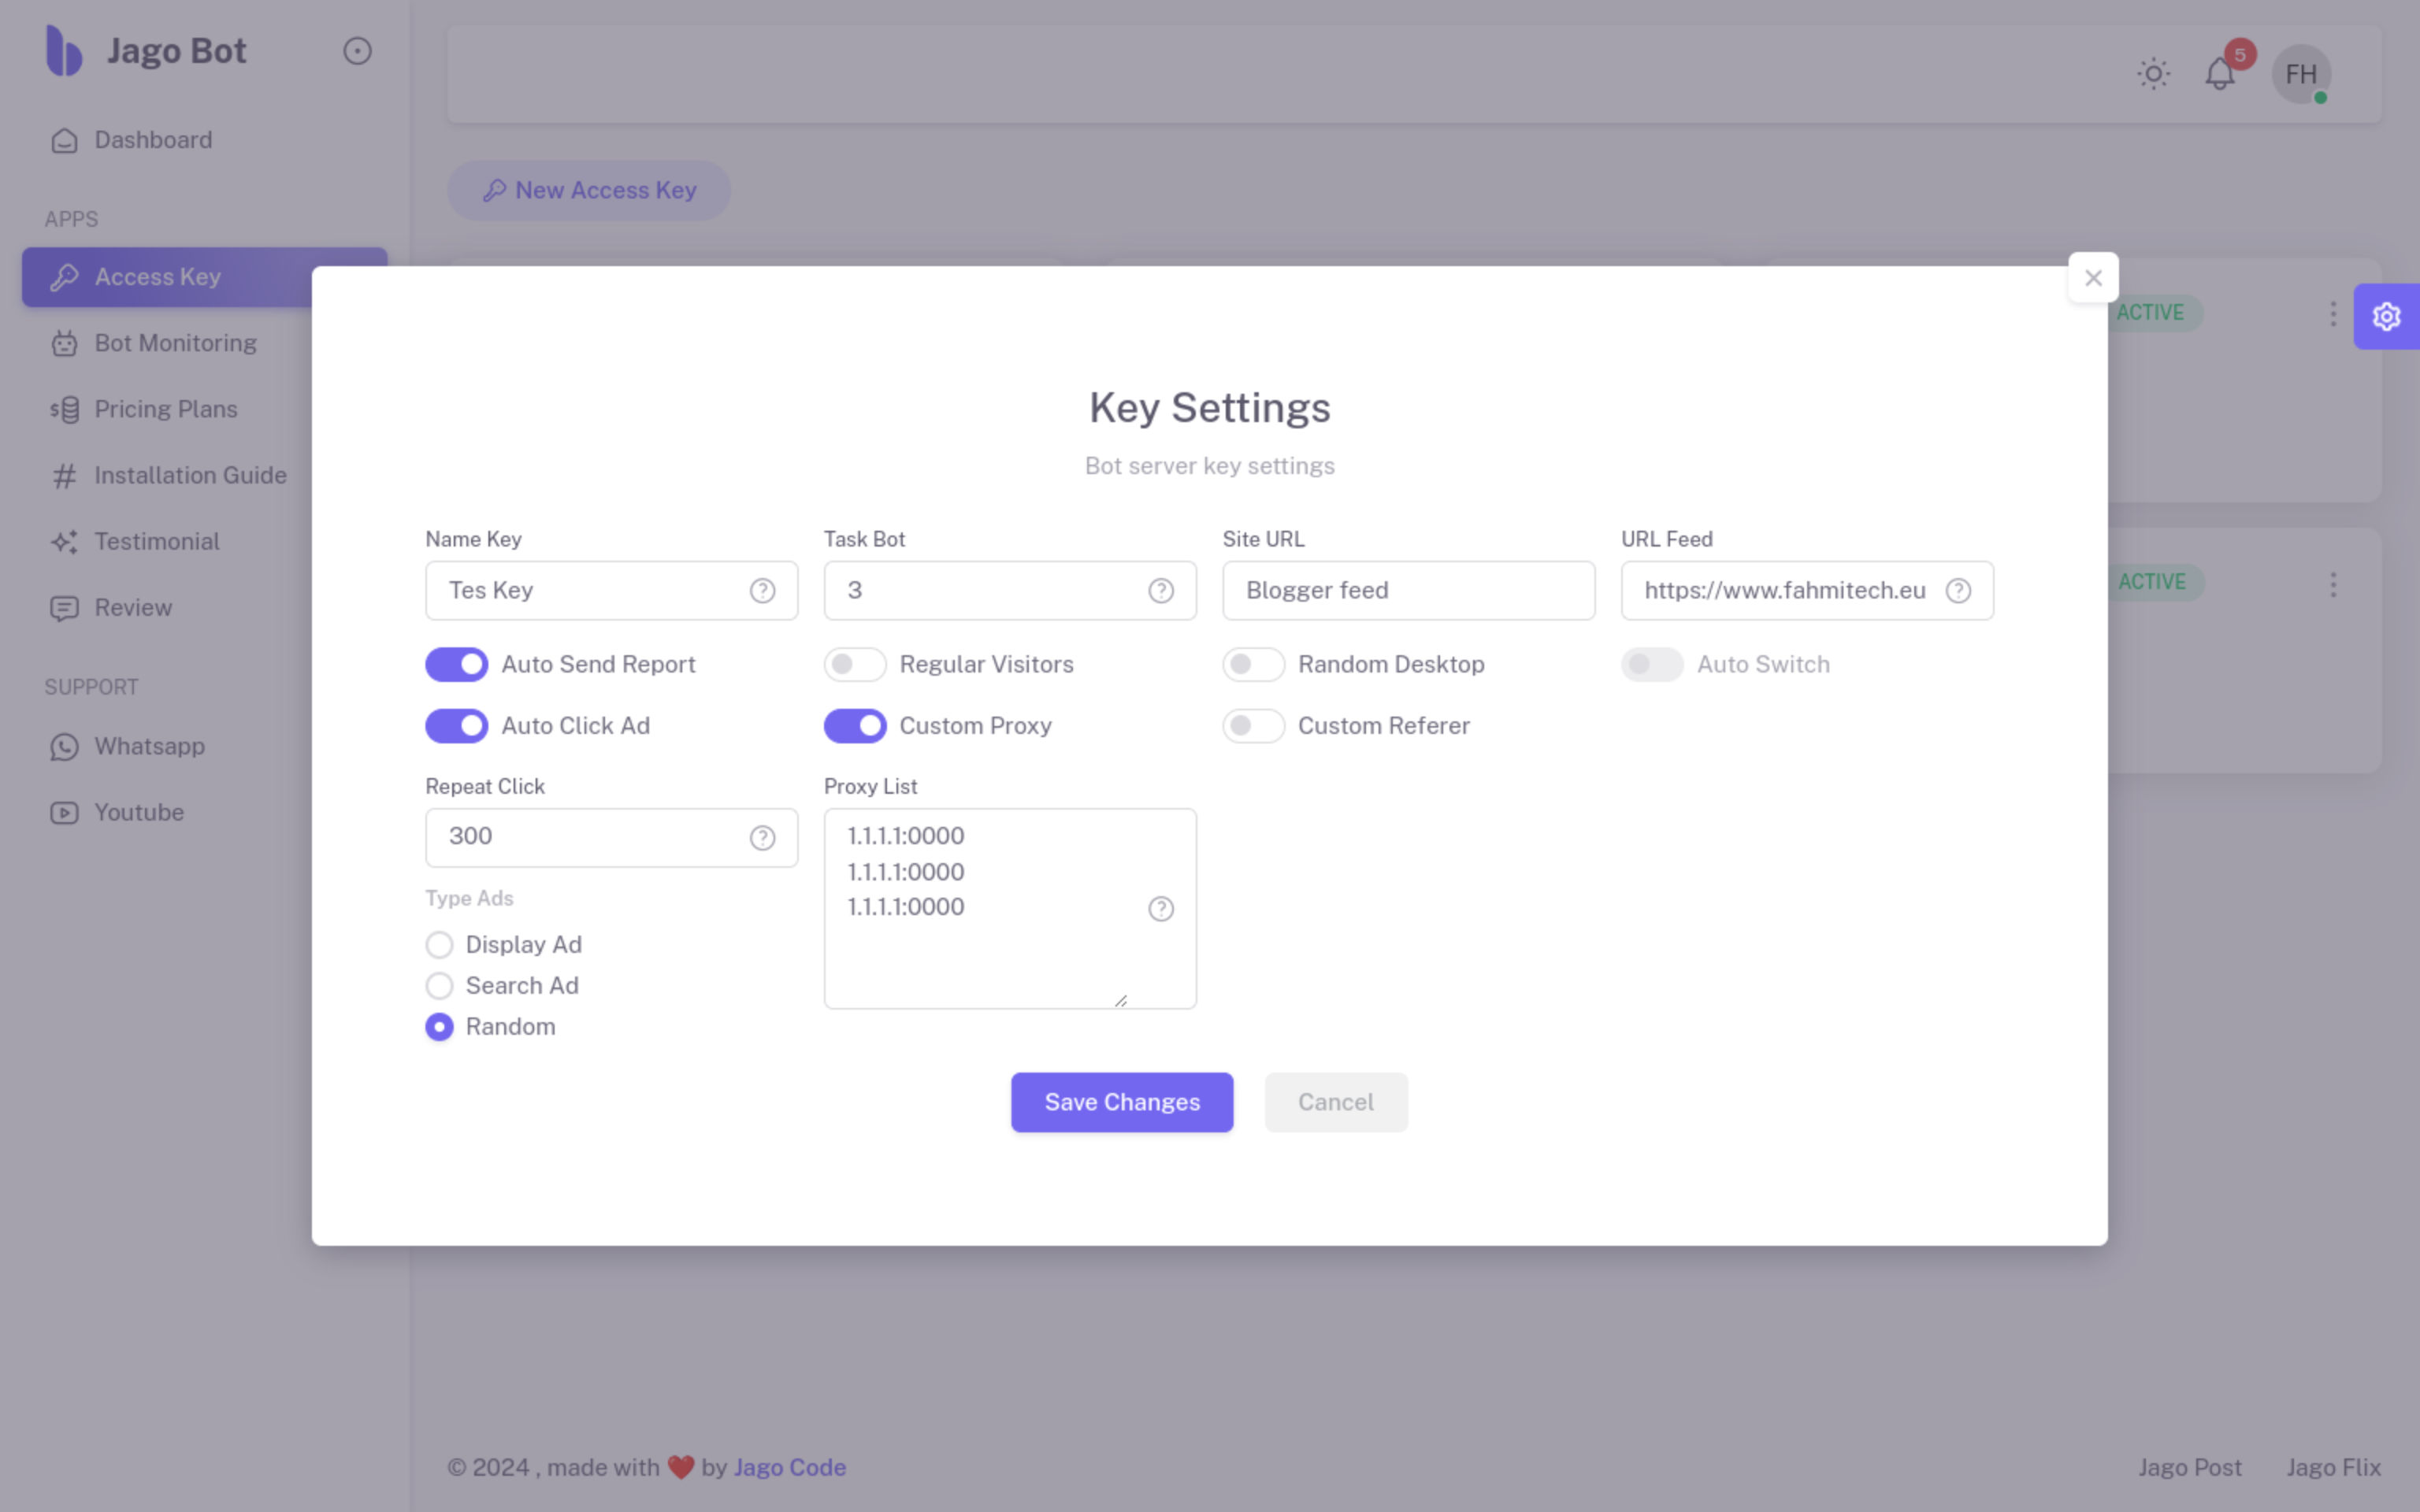 Jago Bot
5
FH
Dashboard
New Access Key
APPS
Access Key
Bot Monitoring
Pricing Plans
Installation Guide
Testimonial
Review
SUPPORT
Whatsapp
Youtube
ACTIVE
ACTIVE
Key Settings
Bot server key settings
Name Key
Task Bot
Site URL
URL Feed
Tes Key
3
Blogger feed
https://www.fahmitech.eu
Auto Send Report
Regular Visitors
Random Desktop
Auto Switch
Auto Click Ad
Custom Proxy
Custom Referer
Repeat Click
Proxy List
300
1.1.1.1:0000
1.1.1.1:0000
1.1.1.1:0000
Type Ads
Display Ad
Search Ad
Random
Save Changes
Cancel
© 2024 , made with ❤️ by Jago Code
Jago Post
Jago Flix